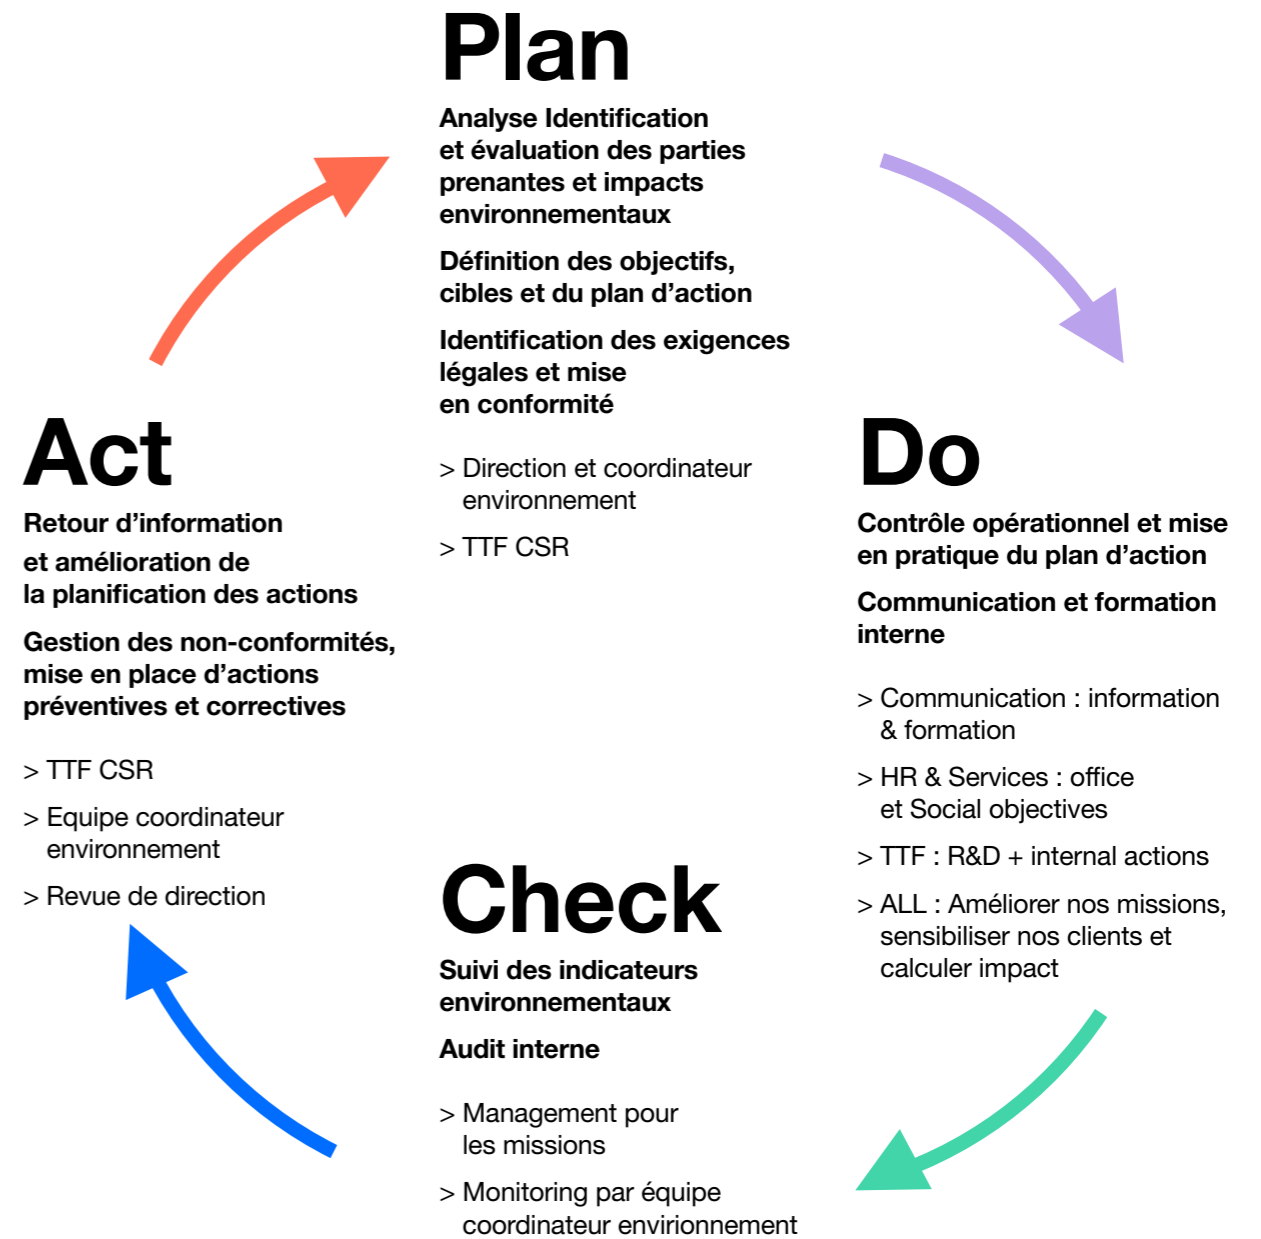 Plan
Analyse Identification
et évaluation des parties
prenantes et impacts
environnementaux
Définition des objectifs,
cibles et du plan d’action
Identification des exigences
légales et mise
en conformité
> Direction et coordinateur
environnement
> TTF CSR
Do
Contrôle opérationnel et mise
en pratique du plan d’action
Communication et formation
interne
> Communication : information
& formation
> HR & Services : office
et Social objectives
> TTF : R&D + internal actions
> ALL : Améliorer nos missions,
sensibiliser nos clients et
calculer impact
Check
Suivi des indicateurs
environnementaux
Audit interne
> Management pour
les missions
> Monitoring par équipe
coordinateur envirionnement
Act
Retour d’information
et amélioration de
la planification des actions
Gestion des non-conformités,
mise en place d’actions
préventives et correctives
> TTF CSR
> Equipe coordinateur
environnement
> Revue de direction